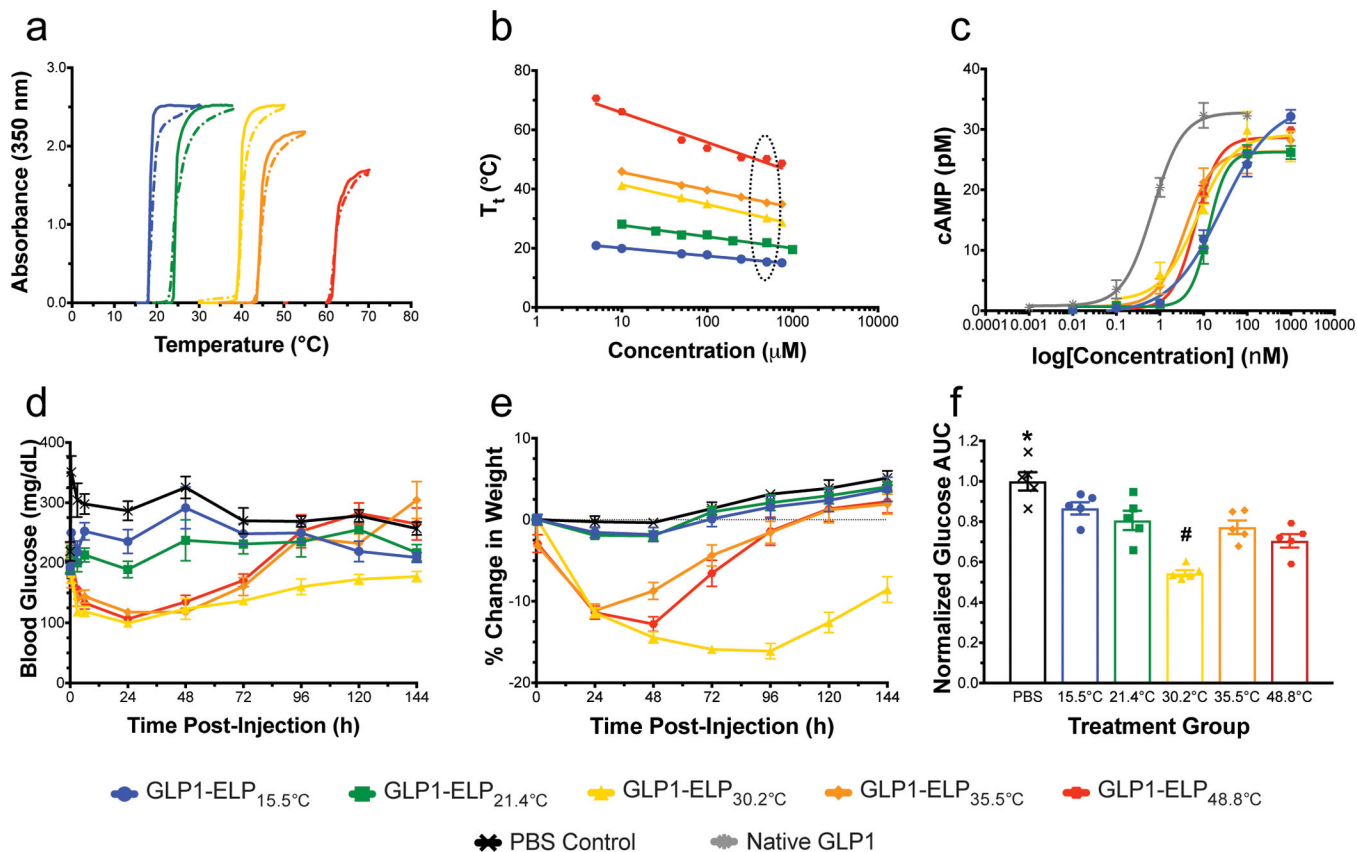 a
b
c
3.0
2.0
1.0
0.0
Absorbance (350 nm)
0 10 20 30 40 50 60 70 80
Temperature (°C)
80
60
40
20
0
Tt (°C)
1 10 100 1000 10000
Concentration (μM)
40
30
20
10
0
cAMP (pM)
0.0001 0.001 0.01 0.1 1 10 100 1000 10000
log[Concentration] (nM)
d
e
f
400
300
200
100
0
Blood Glucose (mg/dL)
0 24 48 72 96 120 144
Time Post-Injection (h)
10
0
-10
-20
% Change in Weight
0 24 48 72 96 120 144
Time Post-Injection (h)
1.2
1.0
0.8
0.6
0.4
0.2
0.0
Normalized Glucose AUC
*
#
PBS 15.5°C 21.4°C 30.2°C 35.5°C 48.8°C
Treatment Group
GLP1-ELP15.5°C GLP1-ELP21.4°C GLP1-ELP30.2°C GLP1-ELP35.5°C GLP1-ELP48.8°C
PBS Control Native GLP1